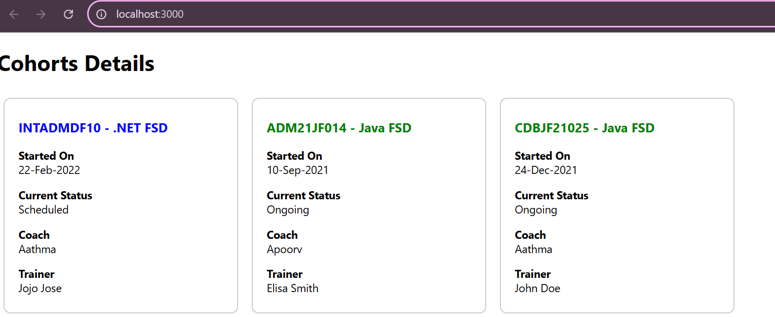 localhost:3000
Cohorts Details
INTADMDF10 - .NET FSD
Started On
22-Feb-2022
Current Status
Scheduled
Coach
Aathma
Trainer
Jojo Jose
ADM21JF014 - Java FSD
Started On
10-Sep-2021
Current Status
Ongoing
Coach
Apoorv
Trainer
Elisa Smith
CDBJF21025 - Java FSD
Started On
24-Dec-2021
Current Status
Ongoing
Coach
Aathma
Trainer
John Doe